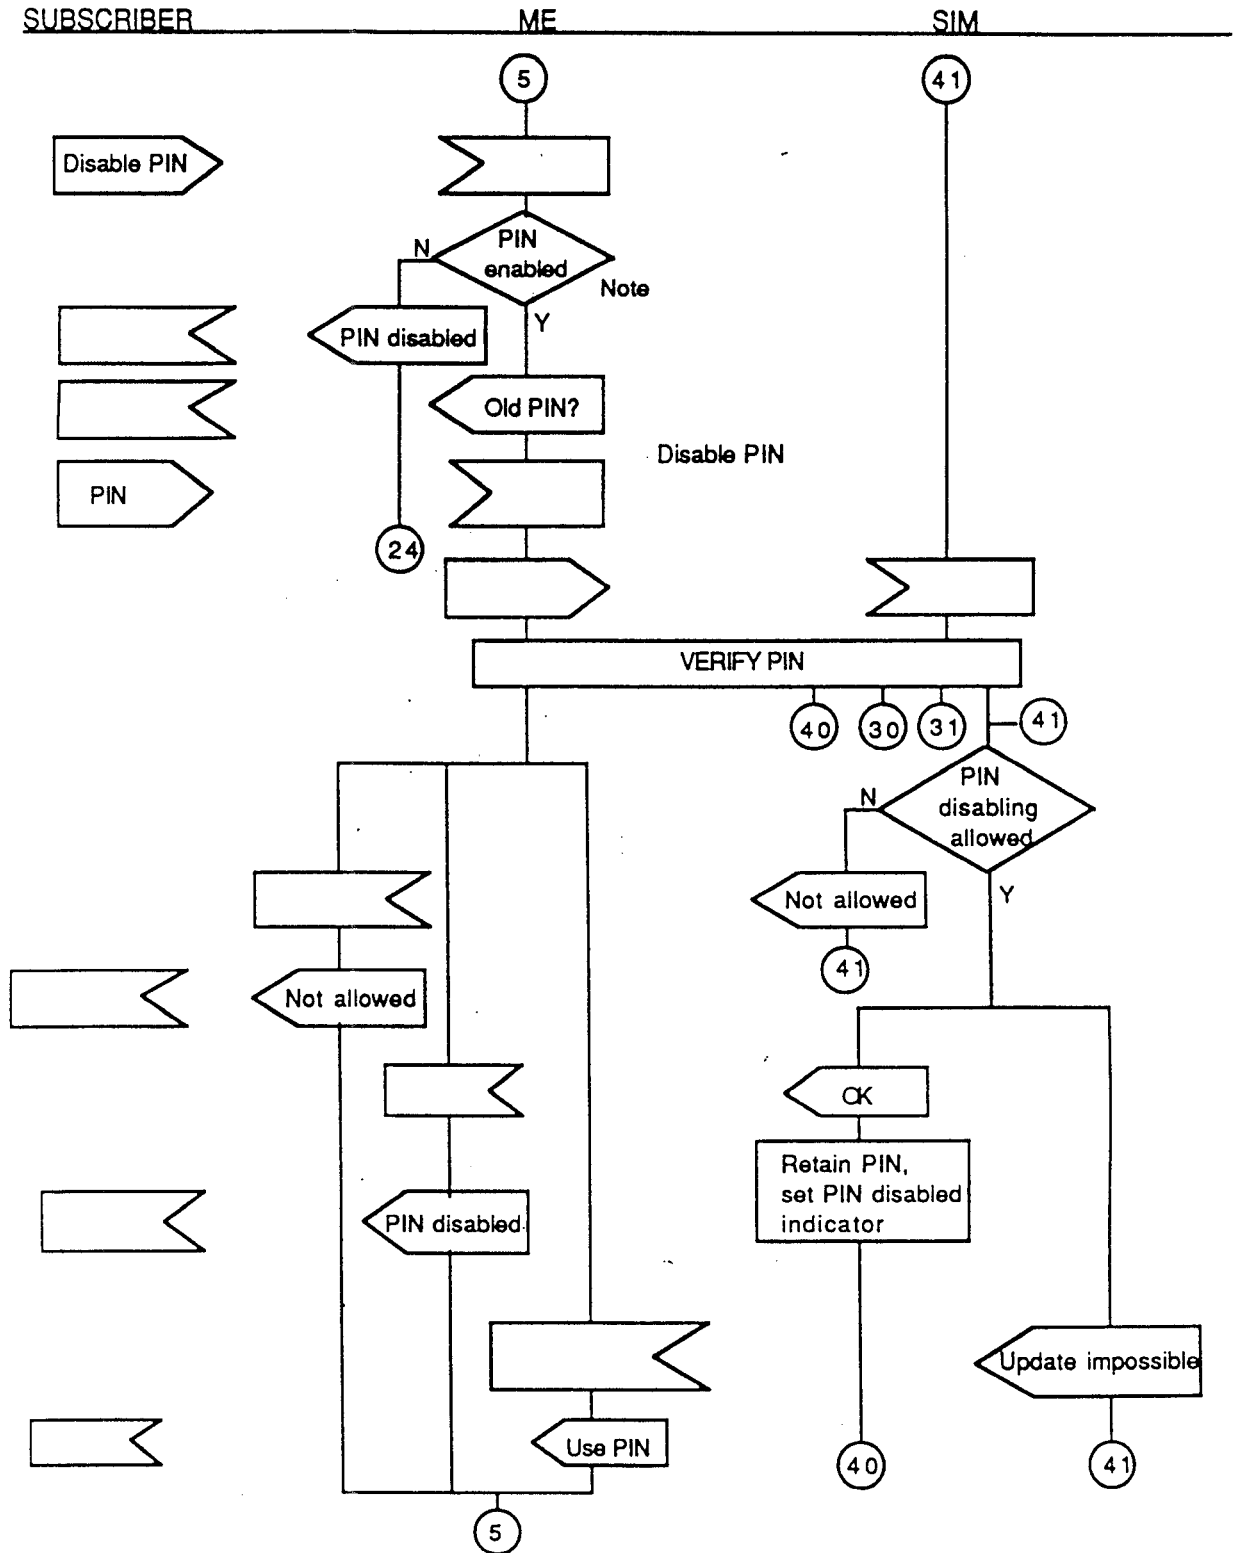 SUBSCRIBER ME SIM
5
41
Disable PIN
PIN
enabled
N
Note
Y
PIN disabled
Old PIN?
Disable PIN
PIN
24
VERIFY PIN
40
30
31
41
PIN
disabling
allowed
N
Y
Not allowed
41
Not allowed
OK
Retain PIN,
set PIN disabled
indicator
PIN disabled
Update impossible
Use PIN
40
41
5